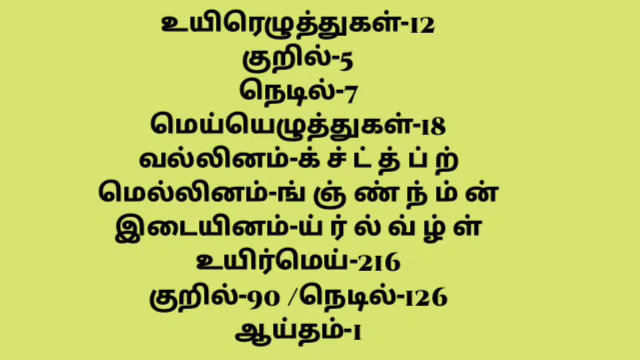 உயிரெழுத்துகள்-12
குறில்-5
நெடில்-7
மெய்யெழுத்துகள்-18
வல்லினம்-க் ச் ட் த் ப் ற்
மெல்லினம்-ங் ஞ் ண் ந் ம் ன்
இடையினம்-ய் ர் ல் வ் ழ் ள்
உயிர்மெய்-216
குறில்-90 /நெடில்-126
ஆய்தம்-1